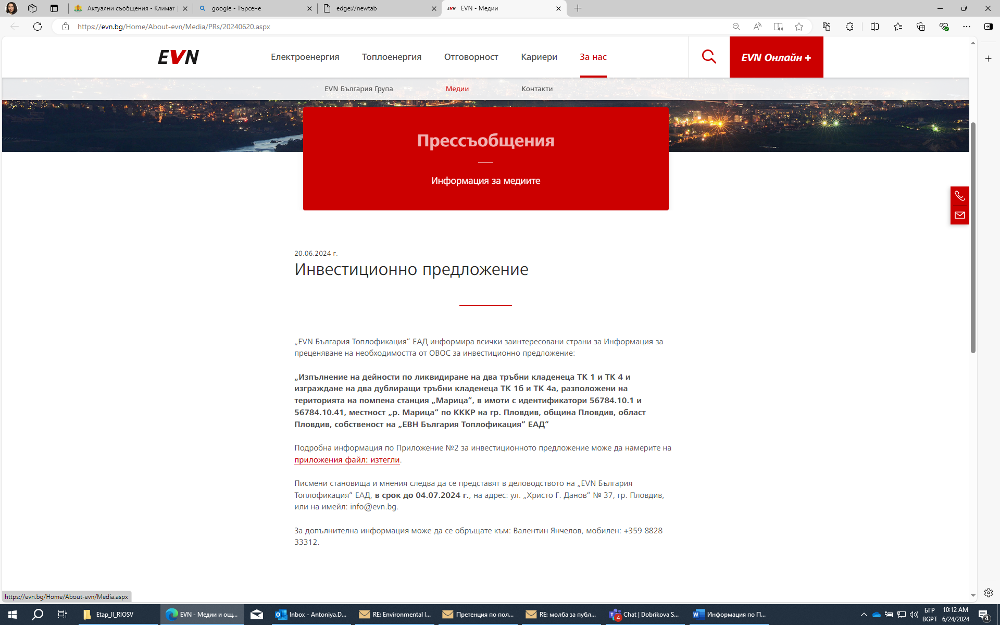 Актуални съобщения - Климат
google - Търсене
edge://newtab
EVN - Медии
https://evn.bg/Home/About-evn/Media/PRs/20240620.aspx
EVN
Електроенергия
Топлоенергия
Отговорност
Кариери
За нас
EVN Онлайн +
EVN България Група
Медии
Контакти
Прессъобщения
Информация за медиите
20.06.2024 г.
Инвестиционно предложение
„EVN България Топлофикация“ ЕАД информира всички заинтересовани страни за Информация за
преценяване на необходимостта от ОВОС за инвестиционно предложение:
„Изпълнение на дейности по ликвидиране на два тръбни кладенеца ТК 1 и ТК 4 и
изграждане на два дублиращи тръбни кладенеца ТК 1б и ТК 4а, разположени на
територията на помпена станция „Марица“, в имоти с идентификатори 56784.10.1 и
56784.10.41, местност „р. Марица“ по КККР на гр. Пловдив, община Пловдив, област
Пловдив, собственост на „ЕВН България Топлофикация“ ЕАД“
Подробна информация по Приложение №2 за инвестиционното предложение може да намерите на
приложения файл: изтегли.
Писмени становища и мнения следва да се представят в деловодството на „EVN България
Топлофикация“ ЕАД, в срок до 04.07.2024 г., на адрес: ул. „Христо Г. Данов“ № 37, гр. Пловдив,
или на имейл: info@evn.bg.
За допълнителна информация може да се обръщате към: Валентин Янчелов, мобилен: +359 8828
33312.
https://evn.bg/Home/About-evn/Media.aspx
Etap_II_RIOSV
EVN - Медии и общ...
Inbox - Antoniya.D...
RE: Environmental I...
Претенция по пол...
RE: молба за публ...
4
Chat | Dobrikova S...
Информация по П...
БГР
BGPT
10:12 AM
6/24/2024
4